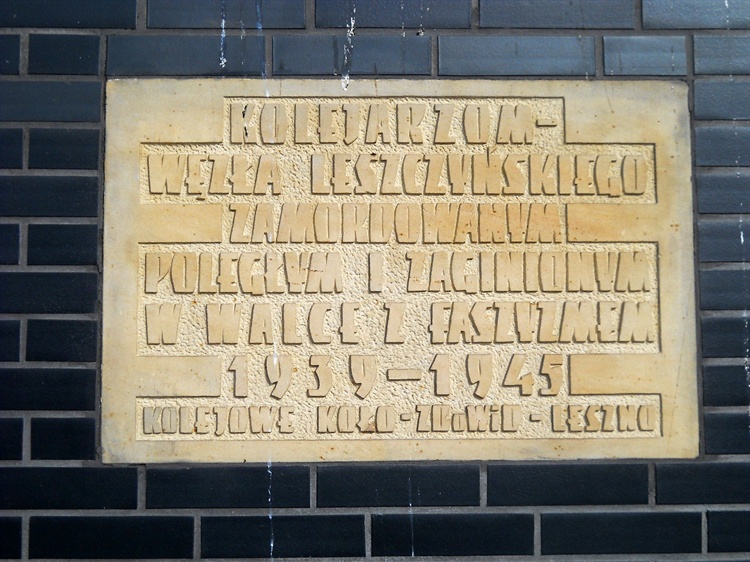 KOLEJARZOM-
WĘZŁA LESZCZYŃSKIEGO
ZAMORDOWANYM
POLEGŁYM I ZAGINIONYM
W WALCE Z FASZYZMEM
1939-1945
KOLEJOWE KOŁO-ZBoWiD-LESZNO